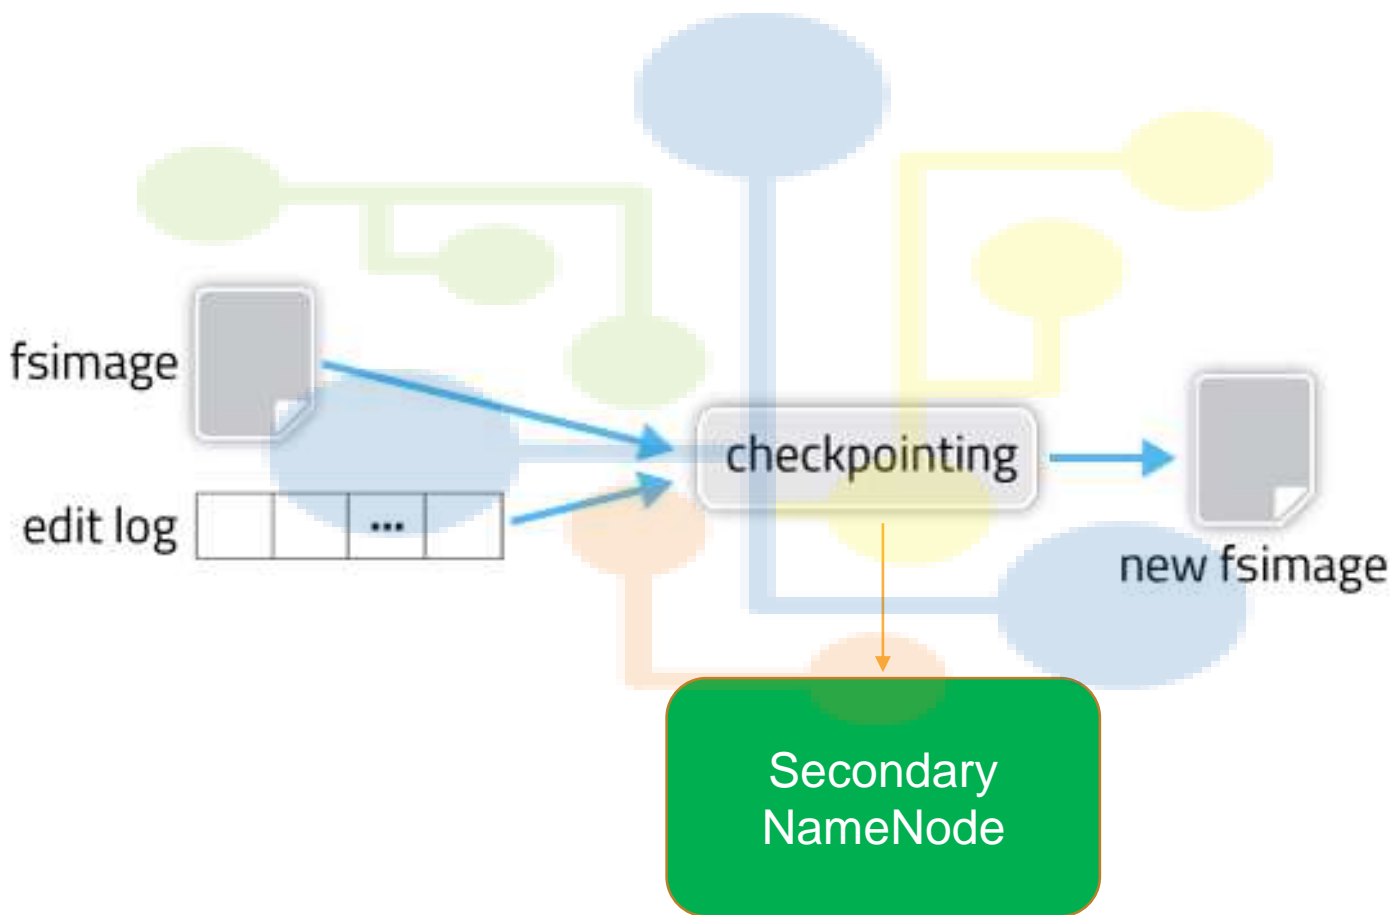 fsimage
edit log
...
checkpointing
new fsimage
Secondary
NameNode